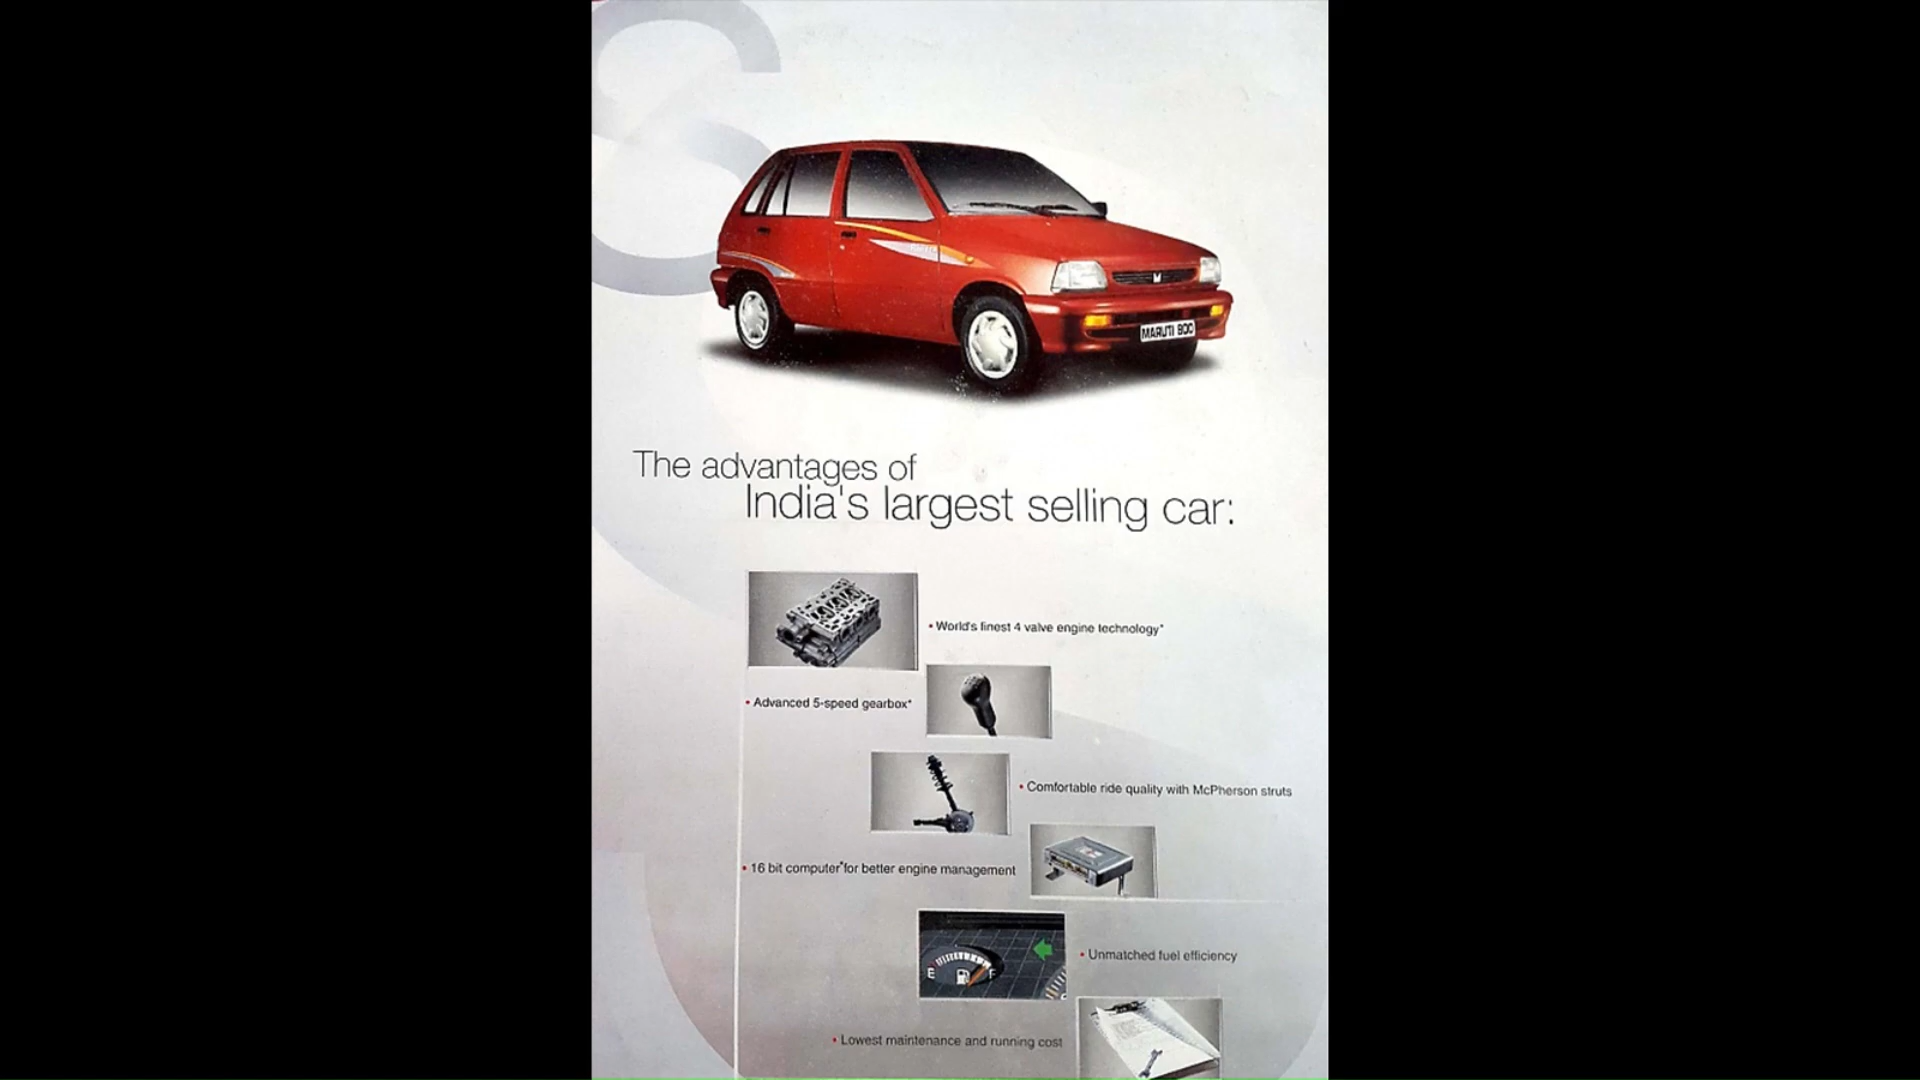 MARUTI 800
The advantages of
India's largest selling car:
• World's finest 4 valve engine technology*
• Advanced 5-speed gearbox*
• Comfortable ride quality with McPherson struts
• 16 bit computer* for better engine management
E F
• Unmatched fuel efficiency
• Lowest maintenance and running cost